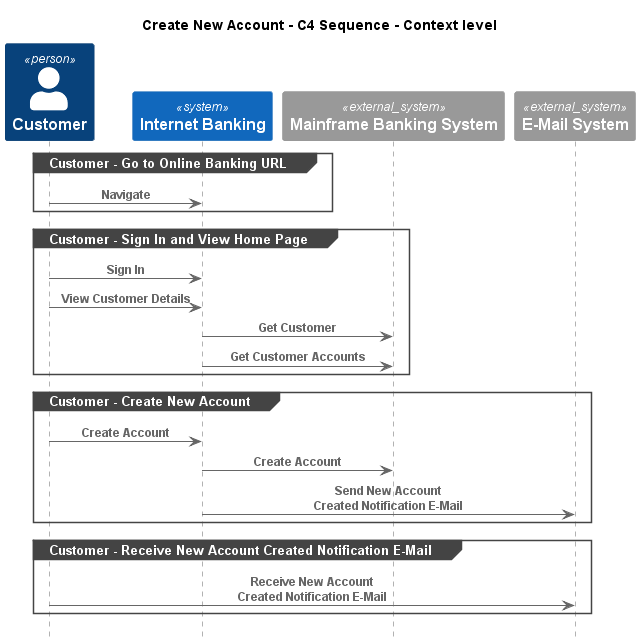 Create New Account - C4 Sequence - Context level
«person»
Customer
«system»
Internet Banking
«external_system»
Mainframe Banking System
«external_system»
E-Mail System
Customer - Go to Online Banking URL
Navigate
Customer - Sign In and View Home Page
Sign In
View Customer Details
Get Customer
Get Customer Accounts
Customer - Create New Account
Create Account
Create Account
Send New Account
Created Notification E-Mail
Customer - Receive New Account Created Notification E-Mail
Receive New Account
Created Notification E-Mail